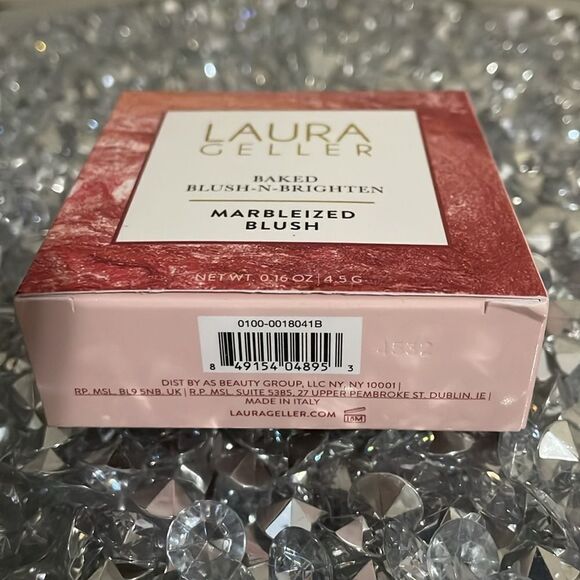 LAURA
GELLER
BAKED
BLUSH-N-BRIGHTEN
MARBLEIZED
BLUSH
NET WT. 0.16 OZ | 4.5 G
0100-0018041B
8 49154 04895 3
DIST BY AS BEAUTY GROUP, LLC NY, NY 10001 |
RP. MSL, BL9 5NB, UK | R.P. MSL, SUITE 5385, 27 UPPER PEMBROKE ST. DUBLIN, IE |
MADE IN ITALY
LAURAGELLER.COM